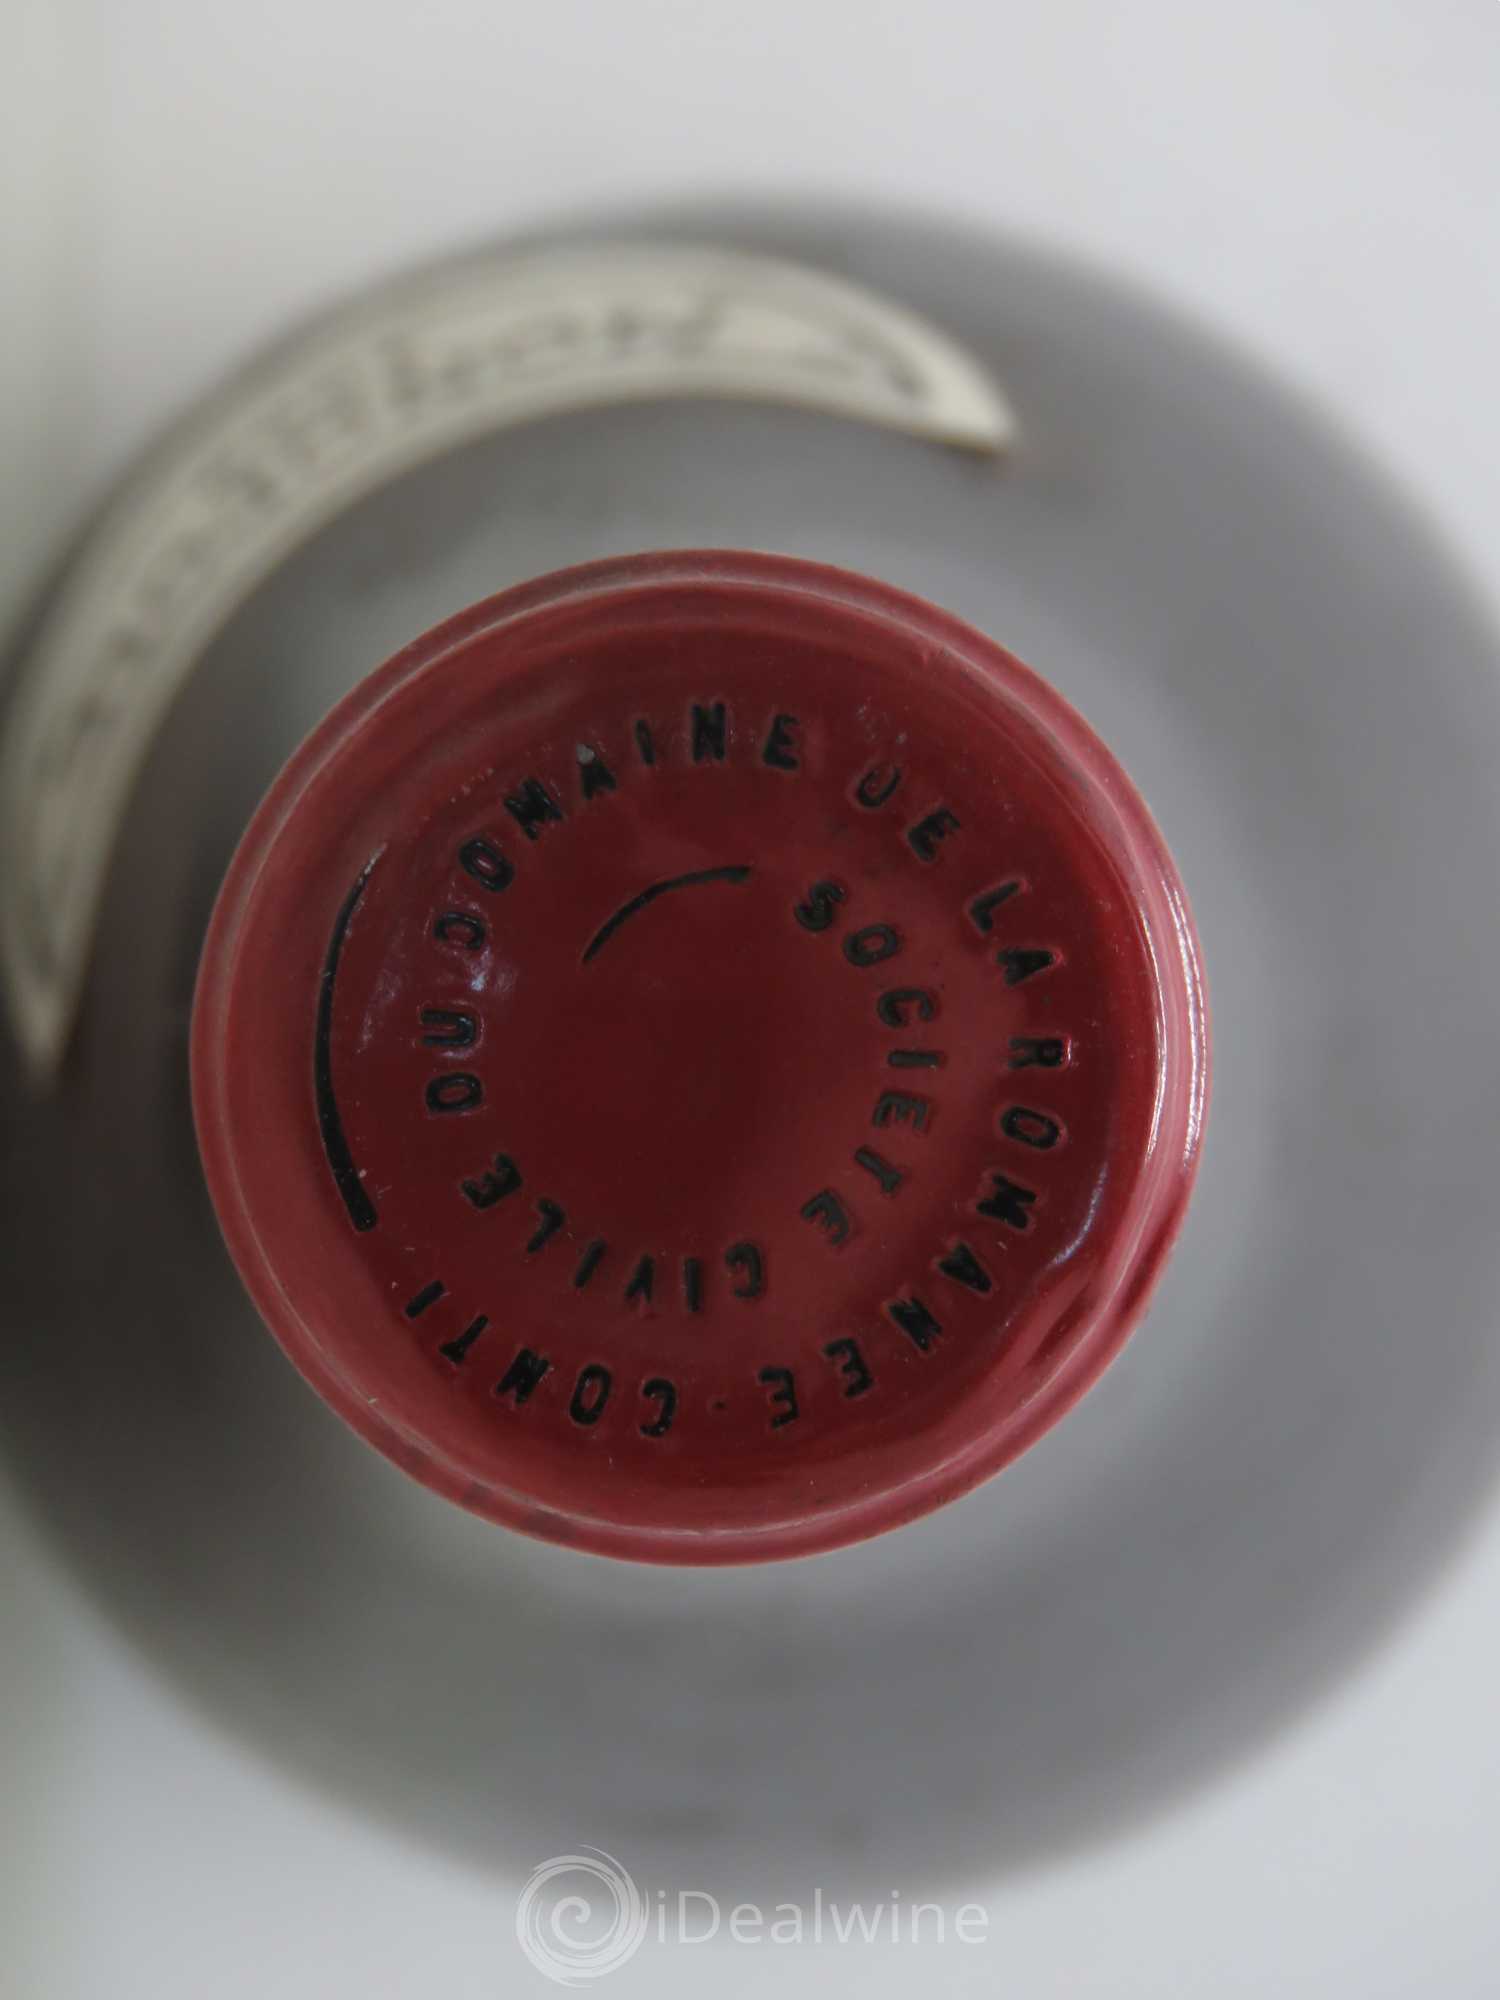 SOCIETE CIVILE DU DOMAINE DE LA ROMANEE-CONTI
iDealwine